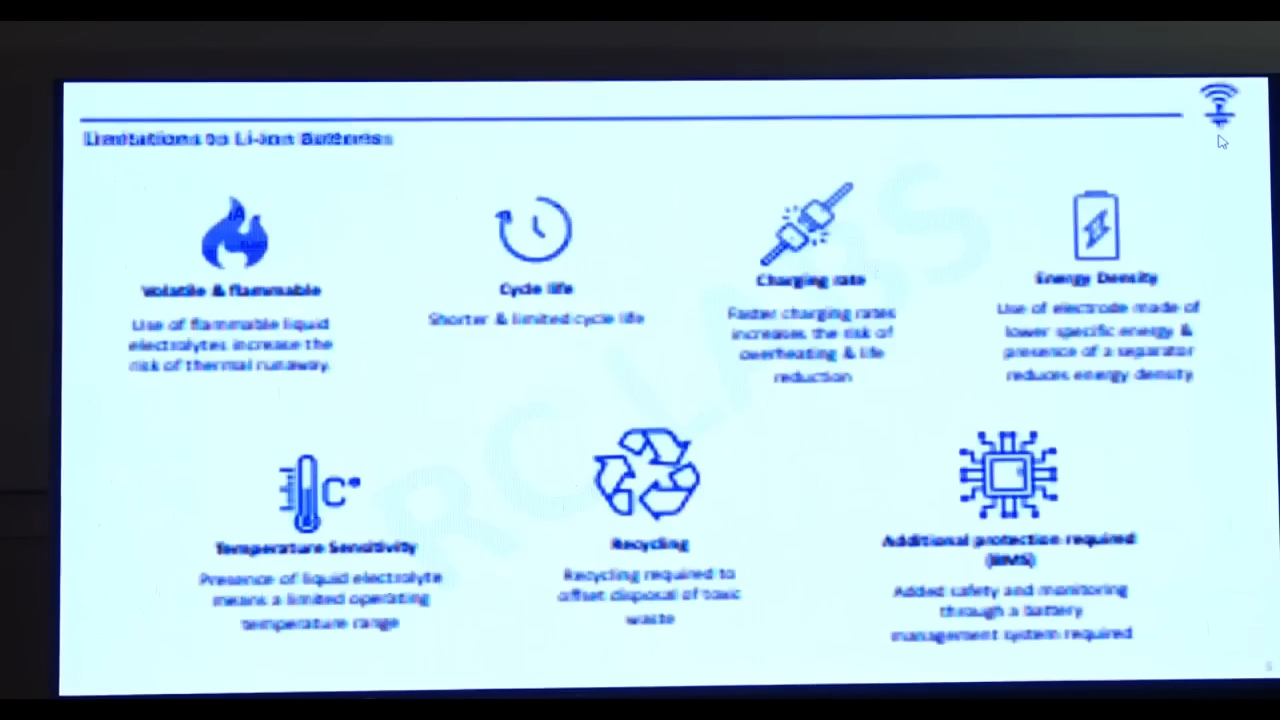 Limitations to Li-ion Batteries
Volatile & flammable
Use of flammable liquid
electrolytes increase the
risk of thermal runaway.
Cycle life
Shorter & limited cycle life
Charging rate
Faster charging rates
increases the risk of
overheating & life
reduction
Energy Density
Use of electrode made of
lower specific energy &
presence of a separator
reduces energy density
C°
Temperature Sensitivity
Presence of liquid electrolyte
means a limited operating
temperature range
Recycling
Recycling required to
offset disposal of toxic
waste
Additional protection required
(BMS)
Added safety and monitoring
through a battery
management system required